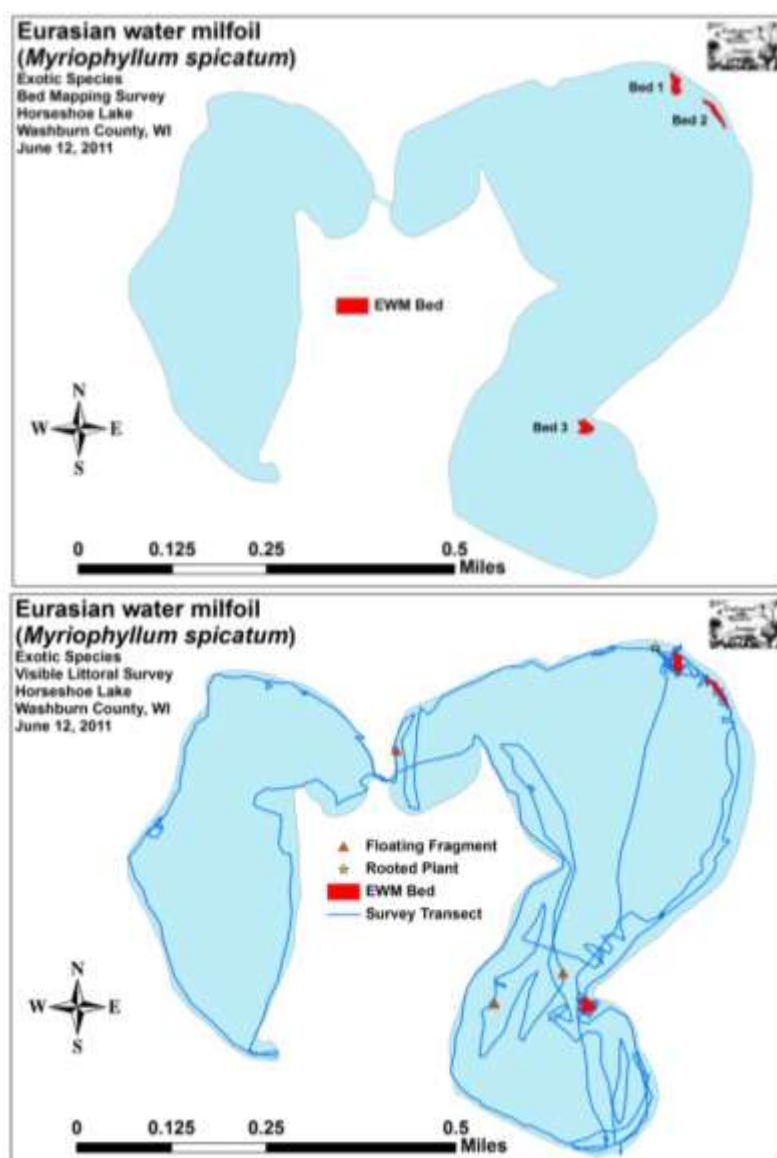 Eurasian water milfoil
(Myriophyllum spicatum)
Exotic Species
Bed Mapping Survey
Horseshoe Lake
Washburn County, WI
June 12, 2011
Bed 1
Bed 2
EWM Bed
N
W E
S
Bed 3
0 0.125 0.25 0.5
Miles
Eurasian water milfoil
(Myriophyllum spicatum)
Exotic Species
Visible Littoral Survey
Horseshoe Lake
Washburn County, WI
June 12, 2011
Floating Fragment
Rooted Plant
EWM Bed
Survey Transect
N
W E
S
0 0.125 0.25 0.5
Miles